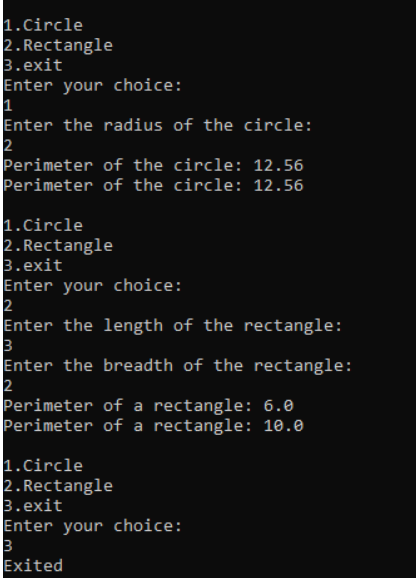 1.Circle
2.Rectangle
3.exit
Enter your choice:
1
Enter the radius of the circle:
2
Perimeter of the circle: 12.56
Perimeter of the circle: 12.56
1.Circle
2.Rectangle
3.exit
Enter your choice:
2
Enter the length of the rectangle:
3
Enter the breadth of the rectangle:
2
Perimeter of a rectangle: 6.0
Perimeter of a rectangle: 10.0
1.Circle
2.Rectangle
3.exit
Enter your choice:
3
Exited